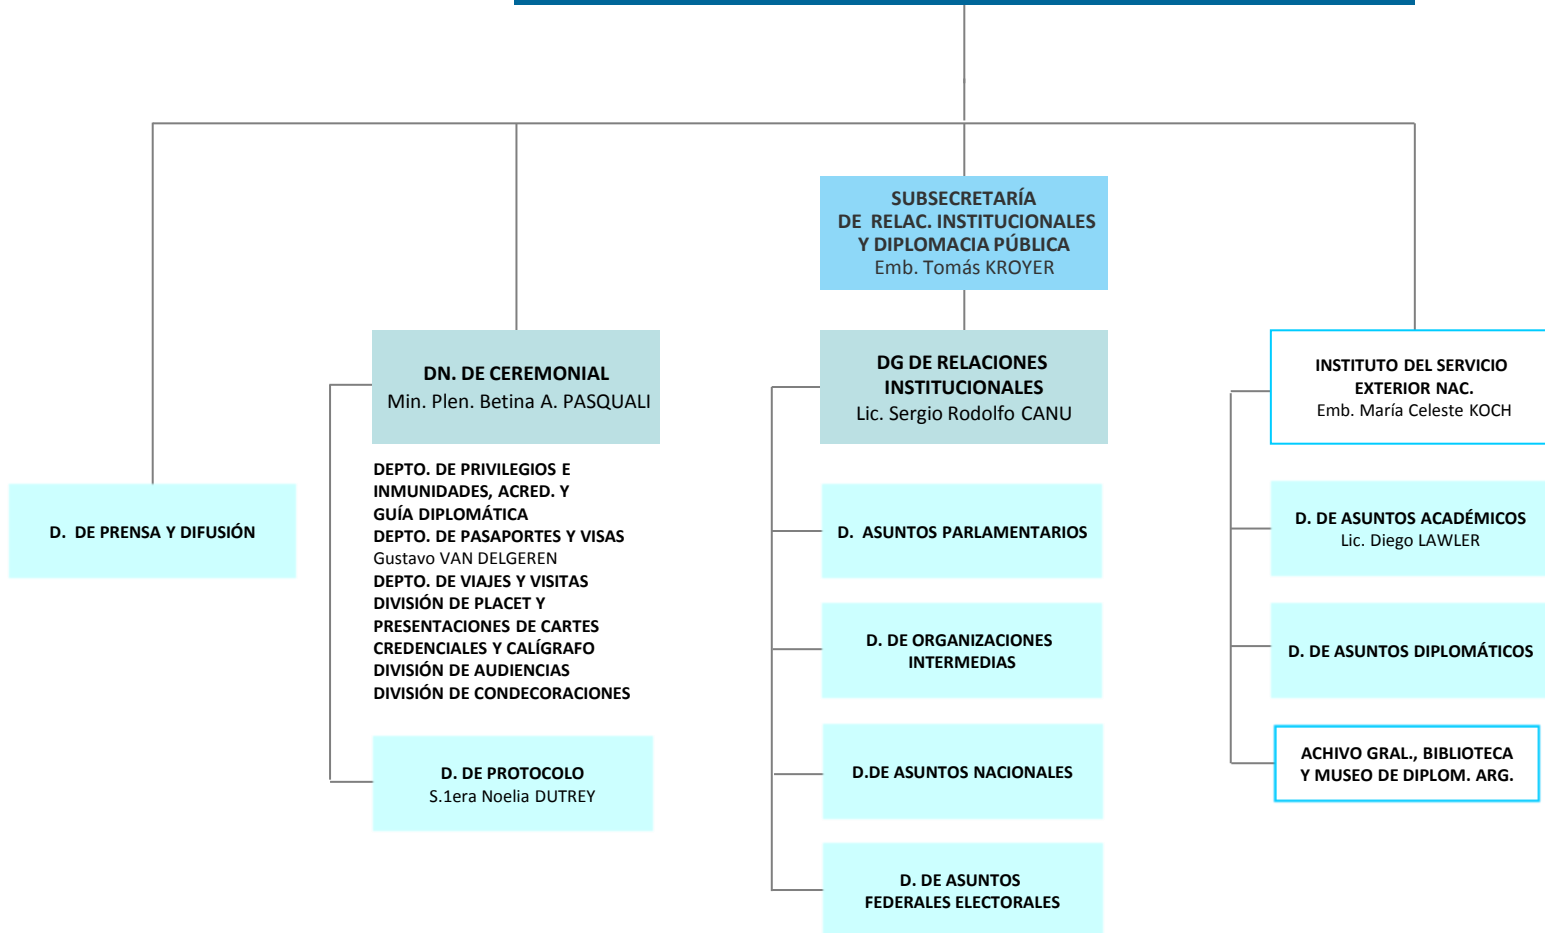 SUBSECRETARÍA
DE RELAC. INSTITUCIONALES
Y DIPLOMACIA PÚBLICA
Emb. Tomás KROYER
DN. DE CEREMONIAL
Min. Plen. Betina A. PASQUALI
DG DE RELACIONES
INSTITUCIONALES
Lic. Sergio Rodolfo CANU
INSTITUTO DEL SERVICIO
EXTERIOR NAC.
Emb. María Celeste KOCH
D. DE PRENSA Y DIFUSIÓN
DEPTO. DE PRIVILEGIOS E
INMUNIDADES, ACRED. Y
GUÍA DIPLOMÁTICA
DEPTO. DE PASAPORTES Y VISAS
Gustavo VAN DELGEREN
DEPTO. DE VIAJES Y VISITAS
DIVISIÓN DE PLACET Y
PRESENTACIONES DE CARTES
CREDENCIALES Y CALÍGRAFO
DIVISIÓN DE AUDIENCIAS
DIVISIÓN DE CONDECORACIONES
D. DE PROTOCOLO
S.1era Noelia DUTREY
D. ASUNTOS PARLAMENTARIOS
D. DE ORGANIZACIONES
INTERMEDIAS
D.DE ASUNTOS NACIONALES
D. DE ASUNTOS
FEDERALES ELECTORALES
D. DE ASUNTOS ACADÉMICOS
Lic. Diego LAWLER
D. DE ASUNTOS DIPLOMÁTICOS
ACHIVO GRAL., BIBLIOTECA
Y MUSEO DE DIPLOM. ARG.